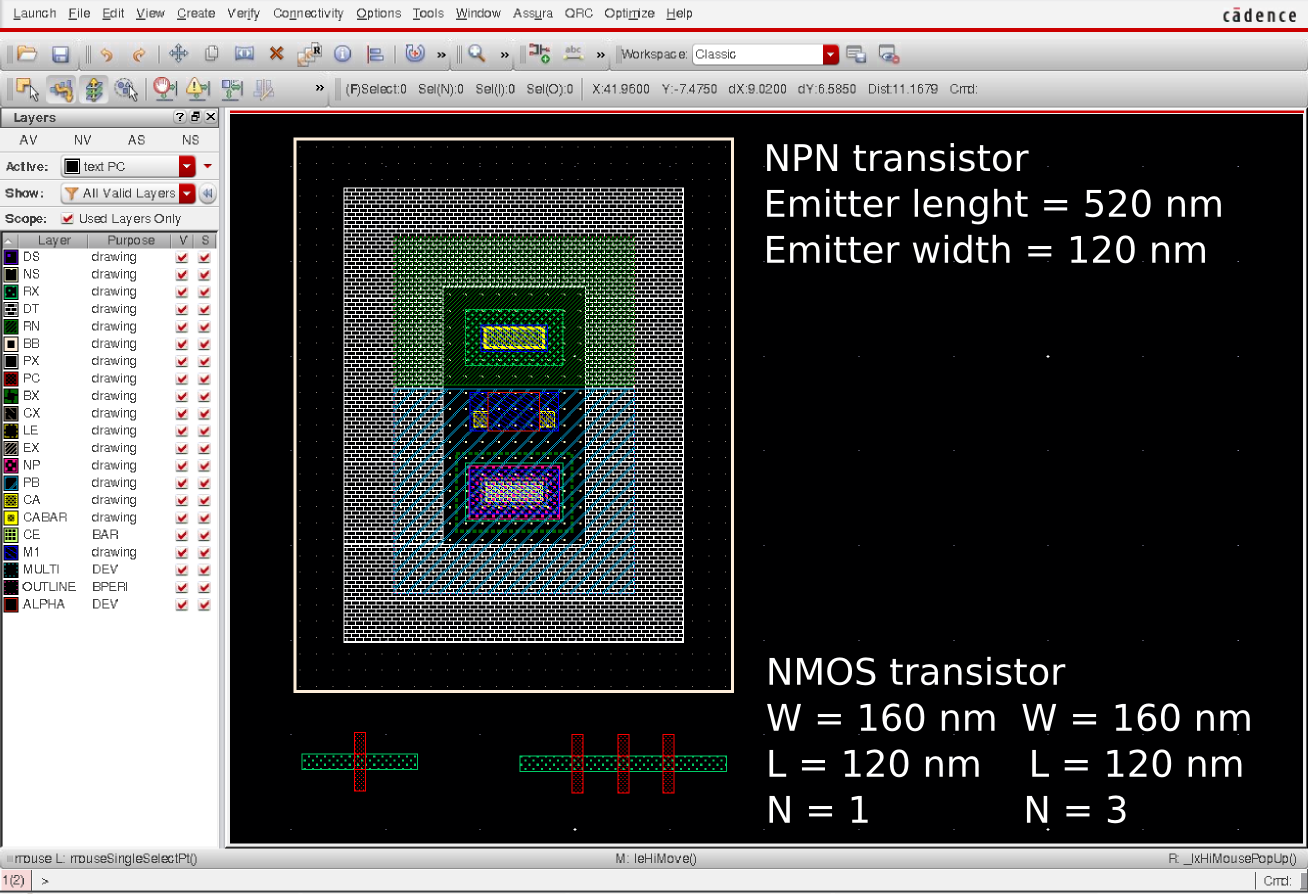 Launch File Edit View Create Verify Connectivity Options Tools Window Assura QRC Optimize Help
cādence
» » » Workspace: Classic
» (F)Select:0 Sel(N):0 Sel(I):0 Sel(O):0 X:41.9600 Y:-7.4750 dX:9.0200 dY:6.5850 Dist:11.1679 Cmd:
Layers
AV NV AS NS
Active: text PC
Show: All Valid Layers
Scope: Used Layers Only
Layer Purpose V S
DS drawing
NS drawing
RX drawing
DT drawing
RN drawing
BB drawing
PX drawing
PC drawing
BX drawing
CX drawing
LE drawing
EX drawing
NP drawing
PB drawing
CA drawing
CABAR drawing
CE BAR
M1 drawing
MULTI DEV
OUTLINE BPERI
ALPHA DEV
NPN transistor
Emitter lenght = 520 nm
Emitter width = 120 nm
NMOS transistor
W = 160 nm W = 160 nm
L = 120 nm L = 120 nm
N = 1 N = 3
mouse L: mouseSingleSelectPt() M: leHiMove() R: _lxHiMousePopUp()
1(2) > Cmd: